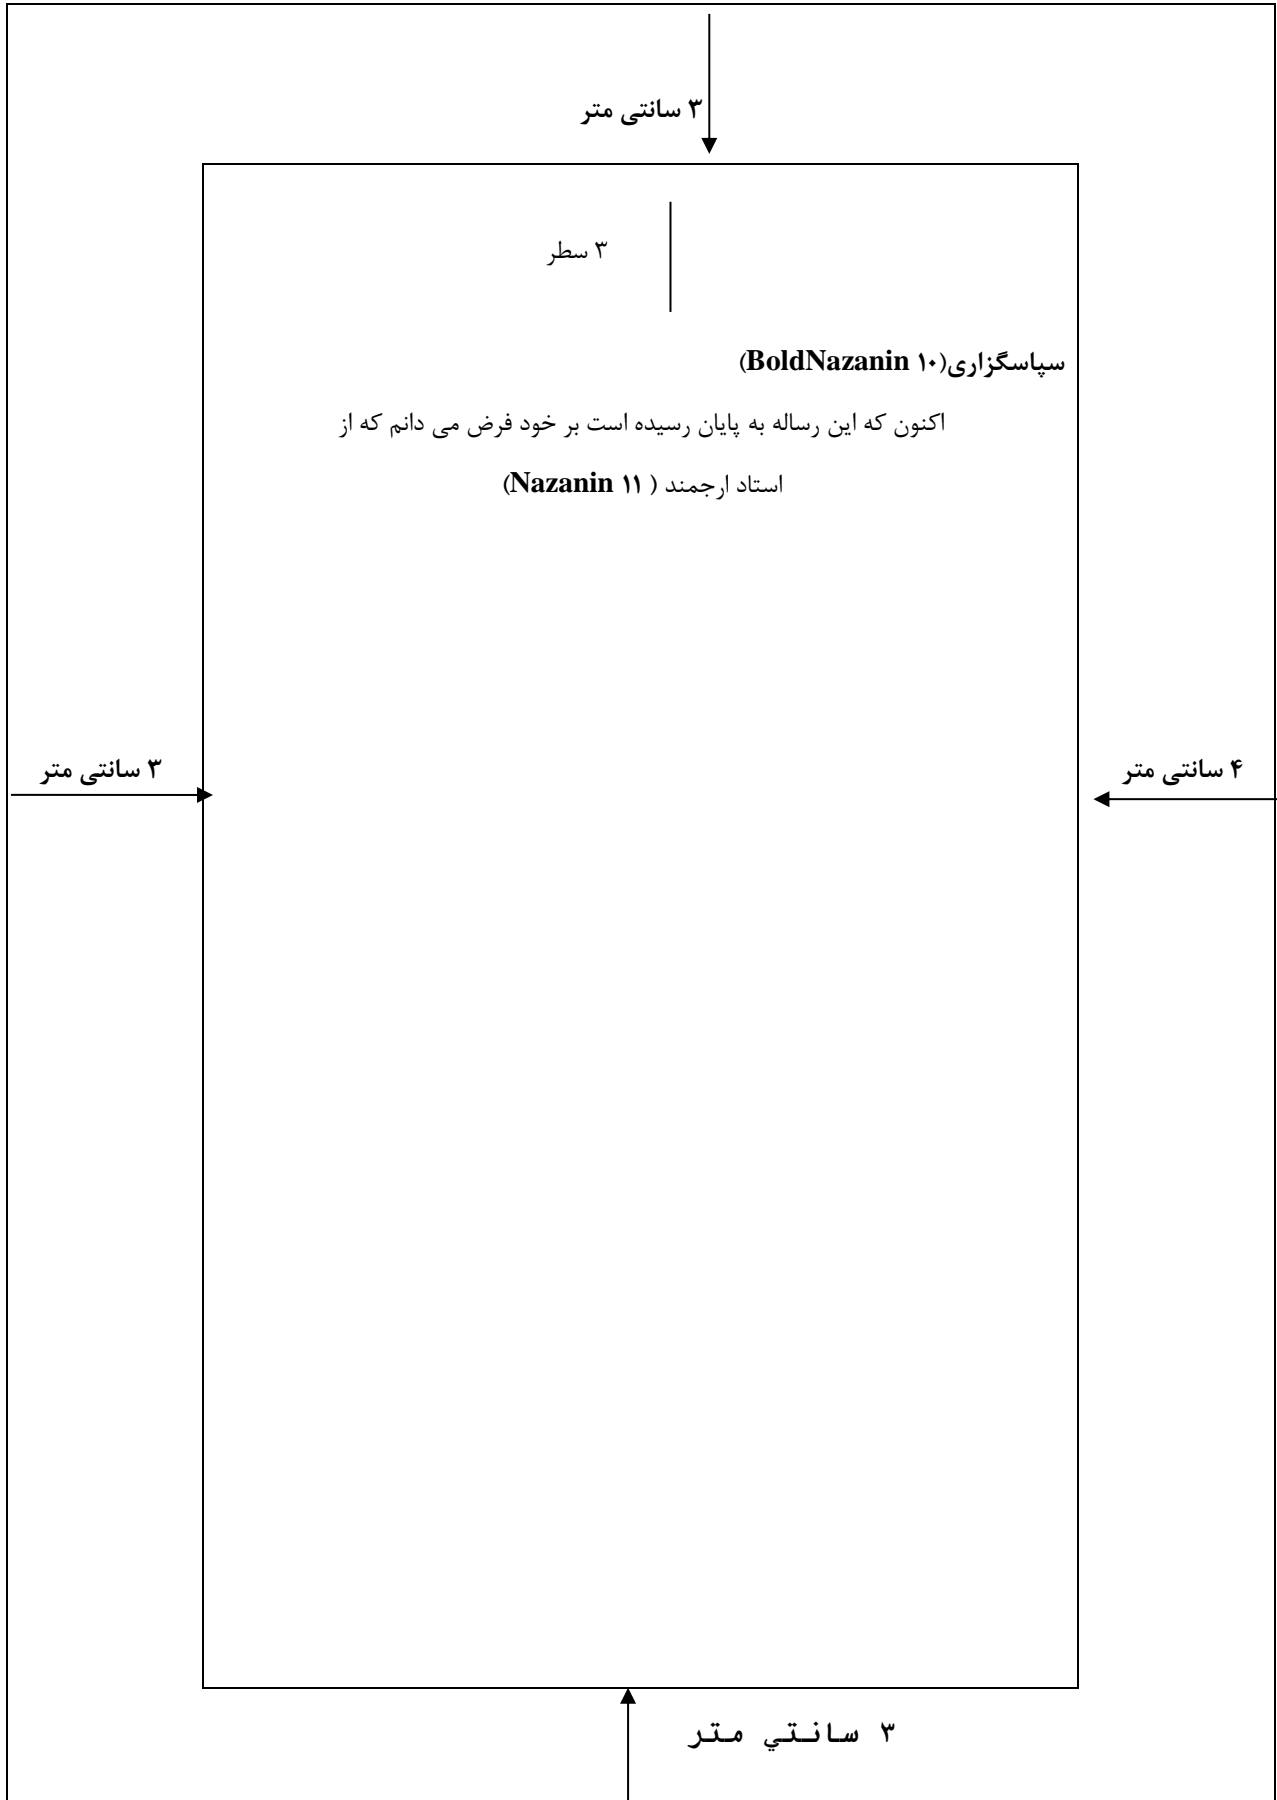 ۳ سانتی متر
۳ سطر
سپاسگزاری(BoldNazanin ۱۰)
اکنون که این رساله به پایان رسیده است بر خود فرض می دانم که از
استاد ارجمند ( Nazanin ۱۱)
۴ سانتی متر
۳ سانتی متر
۳ سانتي متر